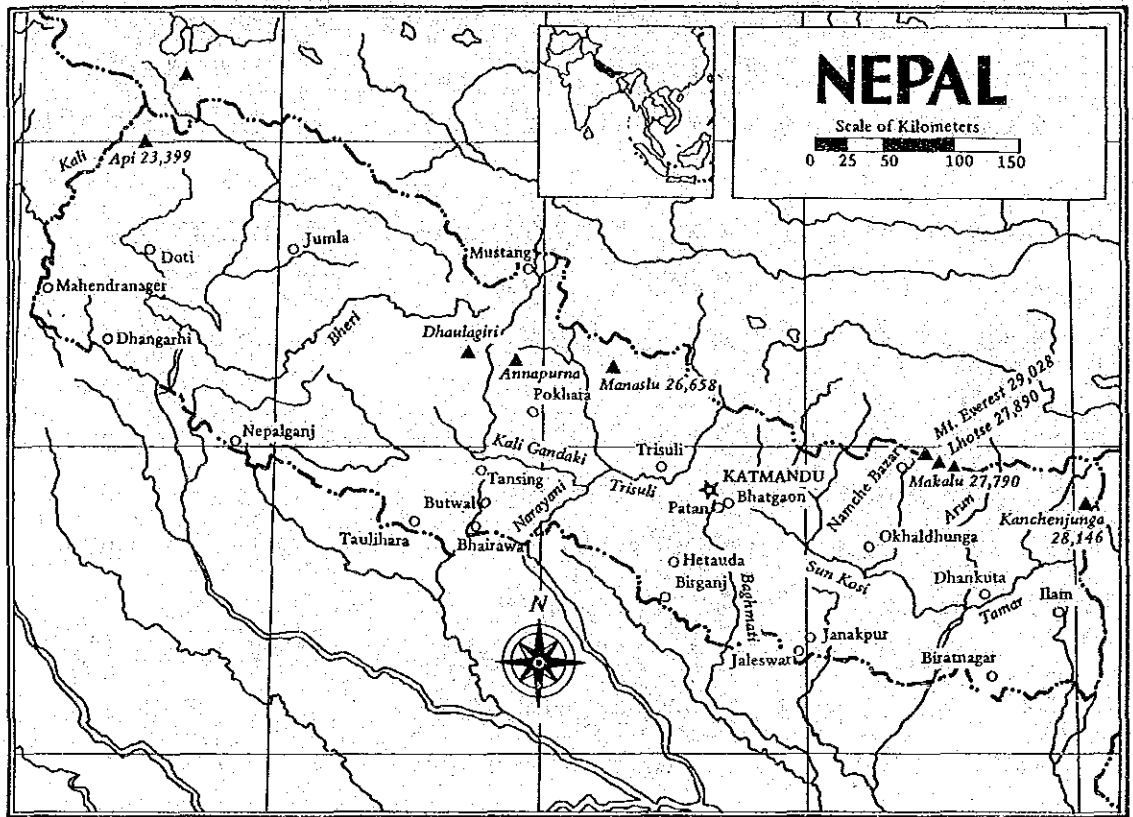 NEPAL
Scale of Kilometers
0 25 50 100 150
Kali
Api 23,399
Doti
Jumla
Mustang
Mahendranager
Dhangarhi
Bheri
Dhaulagiri
Annapurna
Manaslu 26,658
Pokhara
Mt. Everest 29,028
Lhotse 27,890
Nepalganj
Kali Gandaki
Trisuli
Tansing
Trisuli
KATMANDU
Namche Bazar
Makalu 27,790
Butwal
Narayani
Patan
Bhatgaon
Arun
Kanchenjunga
28,146
Taulihara
Bhairawa
Okhaldhunga
Hetauda
Sun Kosi
Dhankuta
Birganj
Baghmati
Tamar
Ilam
N
Janakpur
Jaleswar
Biratnagar